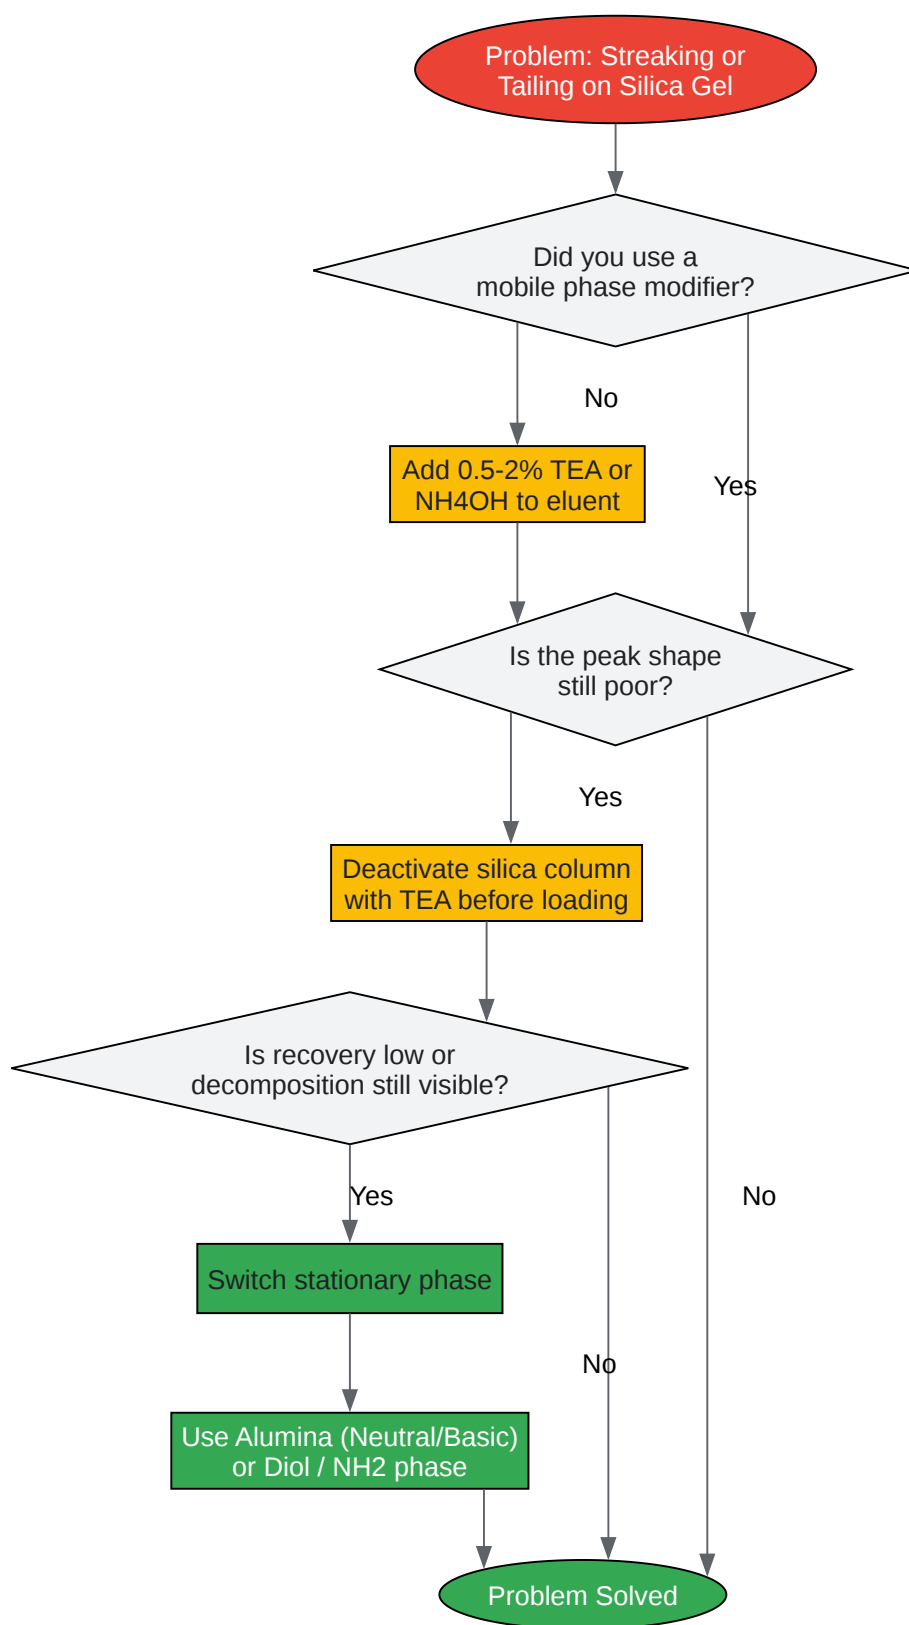 Problem: Streaking or
Tailing on Silica Gel
Did you use a
mobile phase modifier?
No
Add 0.5-2% TEA or
NH4OH to eluent
Yes
Is the peak shape
still poor?
Yes
Deactivate silica column
with TEA before loading
Is recovery low or
decomposition still visible?
Yes
No
Switch stationary phase
No
Use Alumina (Neutral/Basic)
or Diol / NH2 phase
Problem Solved